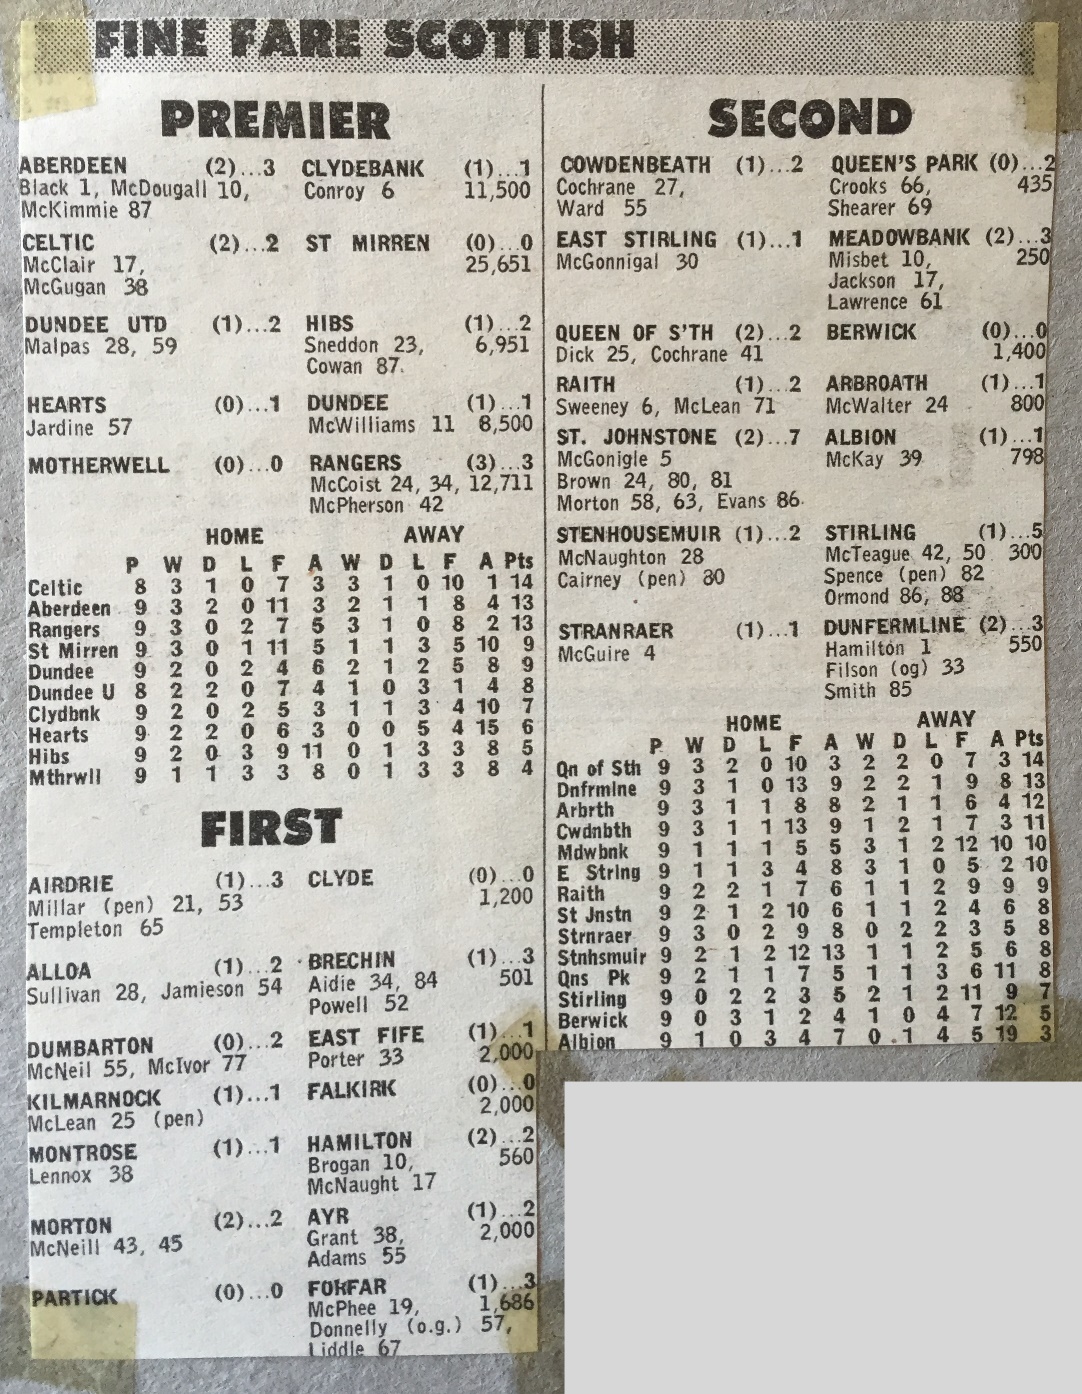 FINE FARE SCOTTISH
PREMIER
ABERDEEN (2)...3 CLYDEBANK (1)...1
Black 1, McDougall 10, Conroy 6 11,500
McKimmie 87
CELTIC (2)...2 ST MIRREN (0)...0
McClair 17, 25,651
McGugan 38
DUNDEE UTD (1)...2 HIBS (1)...2
Malpas 28, 59 Sneddon 23, 6,951
Cowan 87.
HEARTS (0)...1 DUNDEE (1)...1
Jardine 57 McWilliams 11 8,500
MOTHERWELL (0)...0 RANGERS (3)...3
McCoist 24, 34, 12,711
McPherson 42
HOME AWAY
P W D L F A W D L F A Pts
Celtic 8 3 1 0 7 3 3 1 0 10 1 14
Aberdeen 9 3 2 0 11 3 2 1 1 8 4 13
Rangers 9 3 0 2 7 5 3 1 0 8 2 13
St Mirren 9 3 0 1 11 5 1 1 3 5 10 9
Dundee 9 2 0 2 4 6 2 1 2 5 8 9
Dundee U 8 2 2 0 7 4 1 0 3 1 4 8
Clydbnk 9 2 0 2 5 3 1 1 3 4 10 7
Hearts 9 2 2 0 6 3 0 0 5 4 15 6
Hibs 9 2 0 3 9 11 0 1 3 3 8 5
Mthrwll 9 1 1 3 3 8 0 1 3 3 8 4
FIRST
AIRDRIE (1)...3 CLYDE (0)...0
Millar (pen) 21, 53 1,200
Templeton 65
ALLOA (1)...2 BRECHIN (1)...3
Sullivan 28, Jamieson 54 Aidie 34, 84 501
Powell 52
DUMBARTON (0)...2 EAST FIFE (1)...1
McNeil 55, McIvor 77 Porter 33 2,000
KILMARNOCK (1)...1 FALKIRK (0)...0
McLean 25 (pen) 2,000
MONTROSE (1)...1 HAMILTON (2)...2
Lennox 38 Brogan 10, 560
McNaught 17
MORTON (2)...2 AYR (1)...2
McNeill 43, 45 Grant 38, 2,000
Adams 55
PARTICK (0)...0 FORFAR (1)...3
McPhee 19, 1,686
Donnelly (o.g.) 57,
Liddle 67
SECOND
COWDENBEATH (1)...2 QUEEN'S PARK (0)...2
Cochrane 27, Crooks 66, 435
Ward 55 Shearer 69
EAST STIRLING (1)...1 MEADOWBANK (2)...3
McGonnigal 30 Misbet 10, 250
Jackson 17,
Lawrence 61
QUEEN OF S'TH (2)...2 BERWICK (0)...0
Dick 25, Cochrane 41 1,400
RAITH (1)...2 ARBROATH (1)...1
Sweeney 6, McLean 71 McWalter 24 800
ST. JOHNSTONE (2)...7 ALBION (1)...1
McGonigle 5 McKay 39 798
Brown 24, 80, 81
Morton 58, 63, Evans 86
STENHOUSEMUIR (1)...2 STIRLING (1)...5
McNaughton 28 McTeague 42, 50 300
Cairney (pen) 80 Spence (pen) 82
Ormond 86, 88
STRANRAER (1)...1 DUNFERMLINE (2)...3
McGuire 4 Hamilton 1 550
Filson (og) 33
Smith 85
HOME AWAY
P W D L F A W D L F A Pts
Qn of Sth 9 3 2 0 10 3 2 2 0 7 3 14
Dnfrmlne 9 3 1 0 13 9 2 2 1 9 8 13
Arbrth 9 3 1 1 8 8 2 1 1 6 4 12
Cwdnbth 9 3 1 1 13 9 1 2 1 7 3 11
Mdwbnk 9 1 1 1 5 5 3 1 2 12 10 10
E Strlng 9 1 1 3 4 8 3 1 0 5 2 10
Raith 9 2 2 1 7 6 1 1 2 9 9 9
St Jnstn 9 2 1 2 10 6 1 1 2 4 6 8
Strnraer 9 3 0 2 9 8 0 2 2 3 5 8
Stnhsmuir 9 2 1 2 12 13 1 1 2 5 6 8
Qns Pk 9 2 1 1 7 5 1 1 3 6 11 8
Stirling 9 0 2 2 3 5 2 1 2 11 9 7
Berwick 9 0 3 1 2 4 1 0 4 7 12 5
Albion 9 1 0 3 4 7 0 1 4 5 19 3